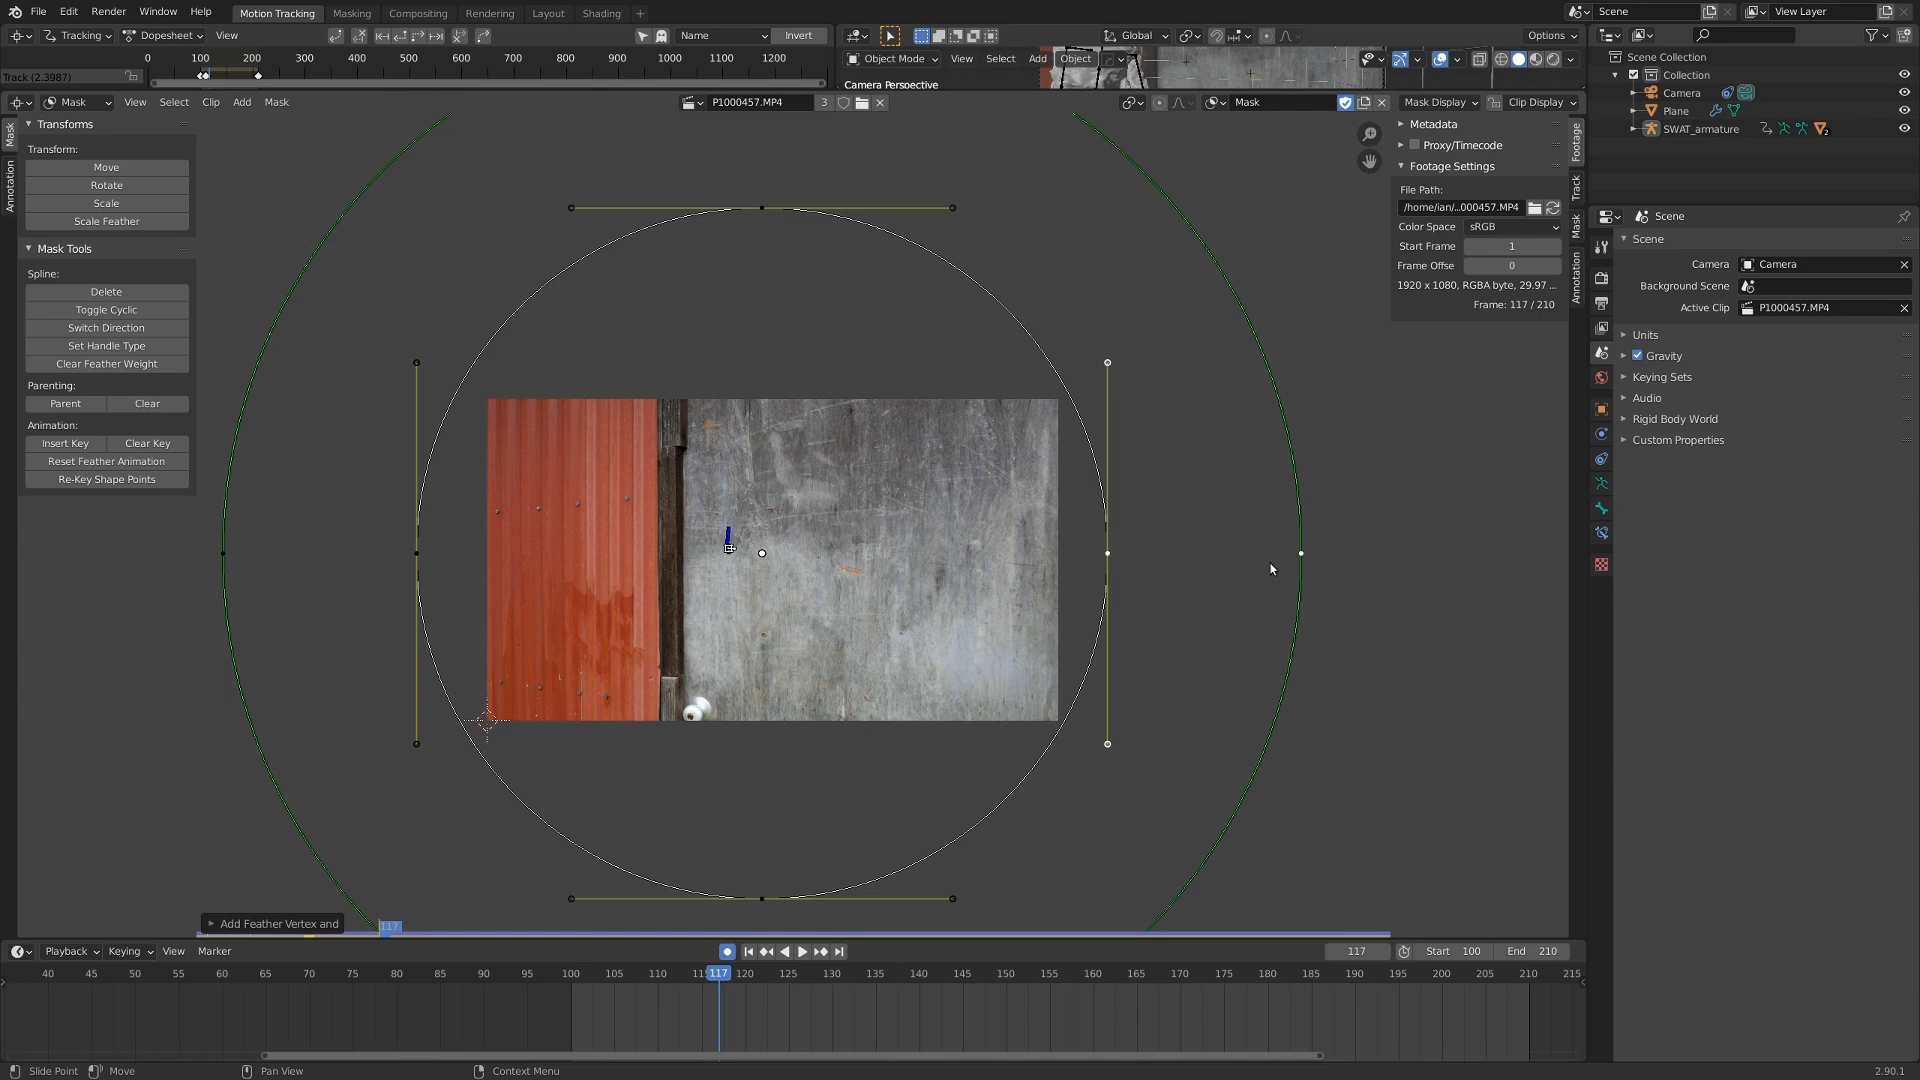 File Edit Render Window Help Motion Tracking Masking Compositing Rendering Layout Shading + Scene View Layer
Tracking Dopesheet View Name Invert Global Options
0 100 200 300 400 500 600 700 800 900 1000 1100 1200
Track (2.3987)
Object Mode View Select Add Object
Camera Perspective
Scene Collection
Collection
Camera
Plane
SWAT_armature 2
Mask View Select Clip Add Mask P1000457.MP4 3 Mask Mask Display Clip Display
Mask
Annotation
Transforms
Transform:
Move
Rotate
Scale
Scale Feather
Mask Tools
Spline:
Delete
Toggle Cyclic
Switch Direction
Set Handle Type
Clear Feather Weight
Parenting:
Parent Clear
Animation:
Insert Key Clear Key
Reset Feather Animation
Re-Key Shape Points
Add Feather Vertex and
117
Metadata
Proxy/Timecode
Footage Settings
File Path:
/home/ian/...000457.MP4
Color Space sRGB
Start Frame 1
Frame Offse 0
1920 x 1080, RGBA byte, 29.97 ...
Frame: 117 / 210
Footage
Track
Mask
Annotation
Scene
Scene
Camera Camera
Background Scene
Active Clip P1000457.MP4
Units
Gravity
Keying Sets
Audio
Rigid Body World
Custom Properties
Playback Keying View Marker 117 Start 100 End 210
40 45 50 55 60 65 70 75 80 85 90 95 100 105 110 117 120 125 130 135 140 145 150 155 160 165 170 175 180 185 190 195 200 205 210 215
Slide Point Move Pan View Context Menu 2.90.1